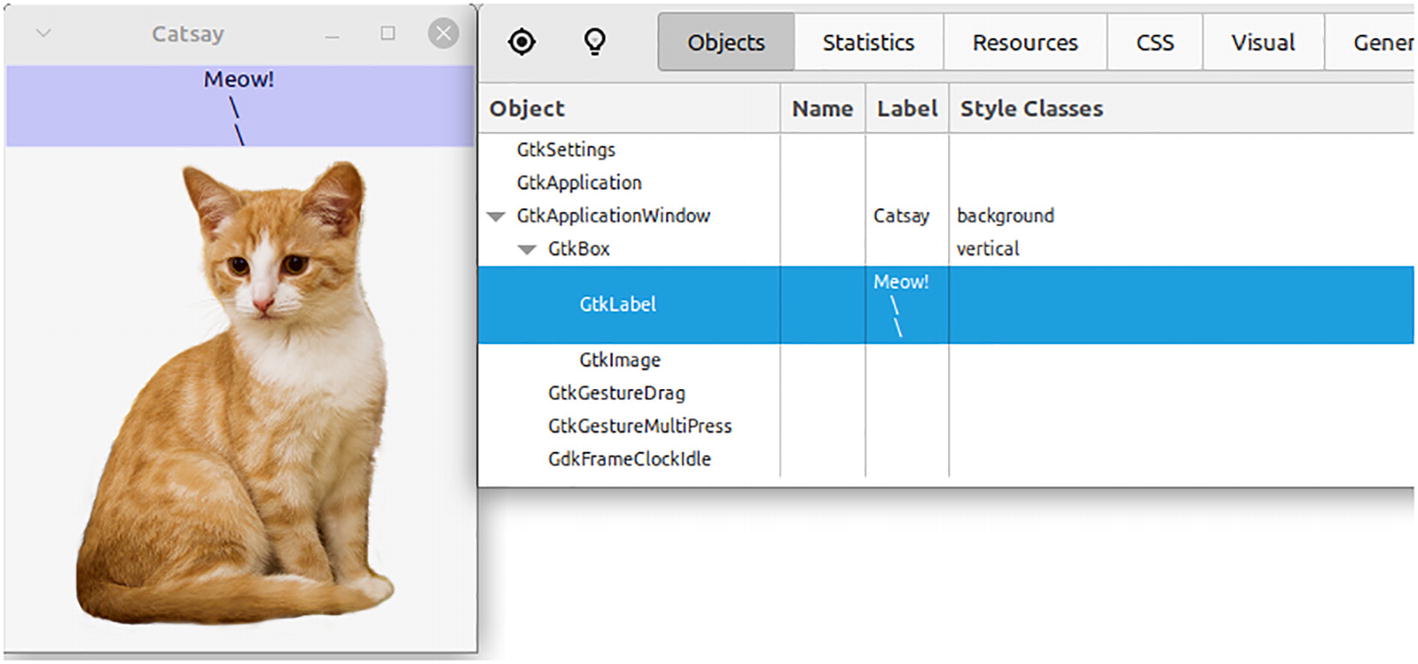 Catsay
Meow!
\
\
Objects Statistics Resources CSS Visual Gener
Object Name Label Style Classes
GtkSettings
GtkApplication
GtkApplicationWindow Catsay background
GtkBox vertical
GtkLabel Meow!
\
\
GtkImage
GtkGestureDrag
GtkGestureMultiPress
GdkFrameClockIdle